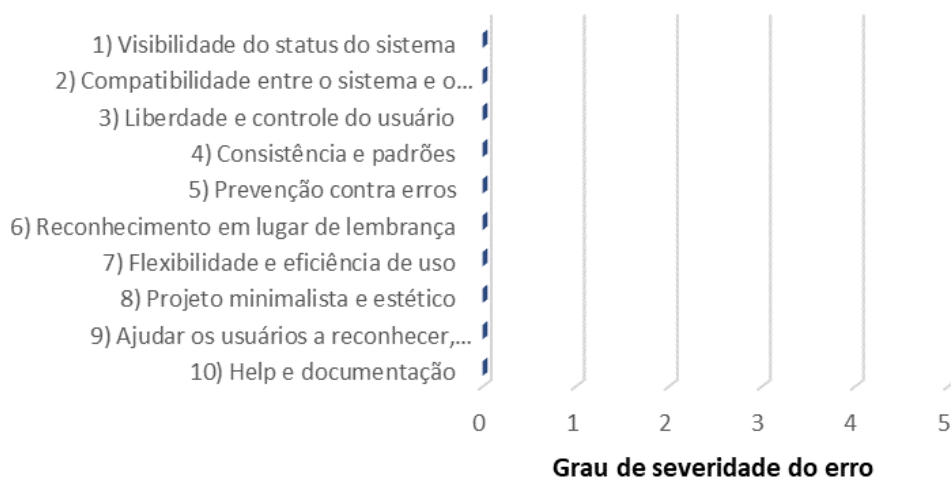 1) Visibilidade do status do sistema
2) Compatibilidade entre o sistema e o...
3) Liberdade e controle do usuário
4) Consistência e padrões
5) Prevenção contra erros
6) Reconhecimento em lugar de lembrança
7) Flexibilidade e eficiência de uso
8) Projeto minimalista e estético
9) Ajudar os usuários a reconhecer,...
10) Help e documentação
0 1 2 3 4 5
Grau de severidade do erro